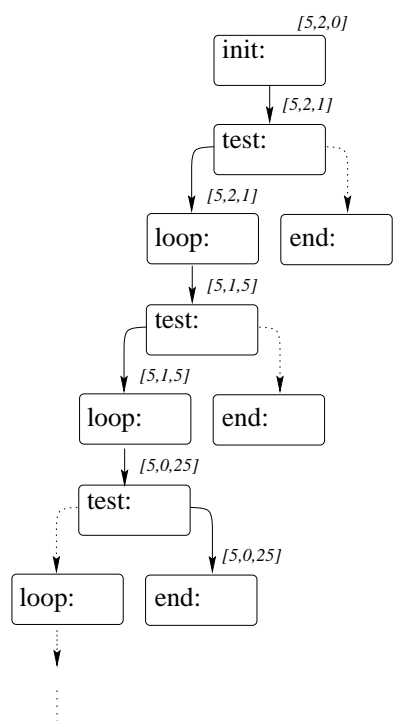 [5,2,0]
init:
[5,2,1]
test:
[5,2,1]
loop:
end:
[5,1,5]
test:
[5,1,5]
loop:
end:
[5,0,25]
test:
[5,0,25]
loop:
end: